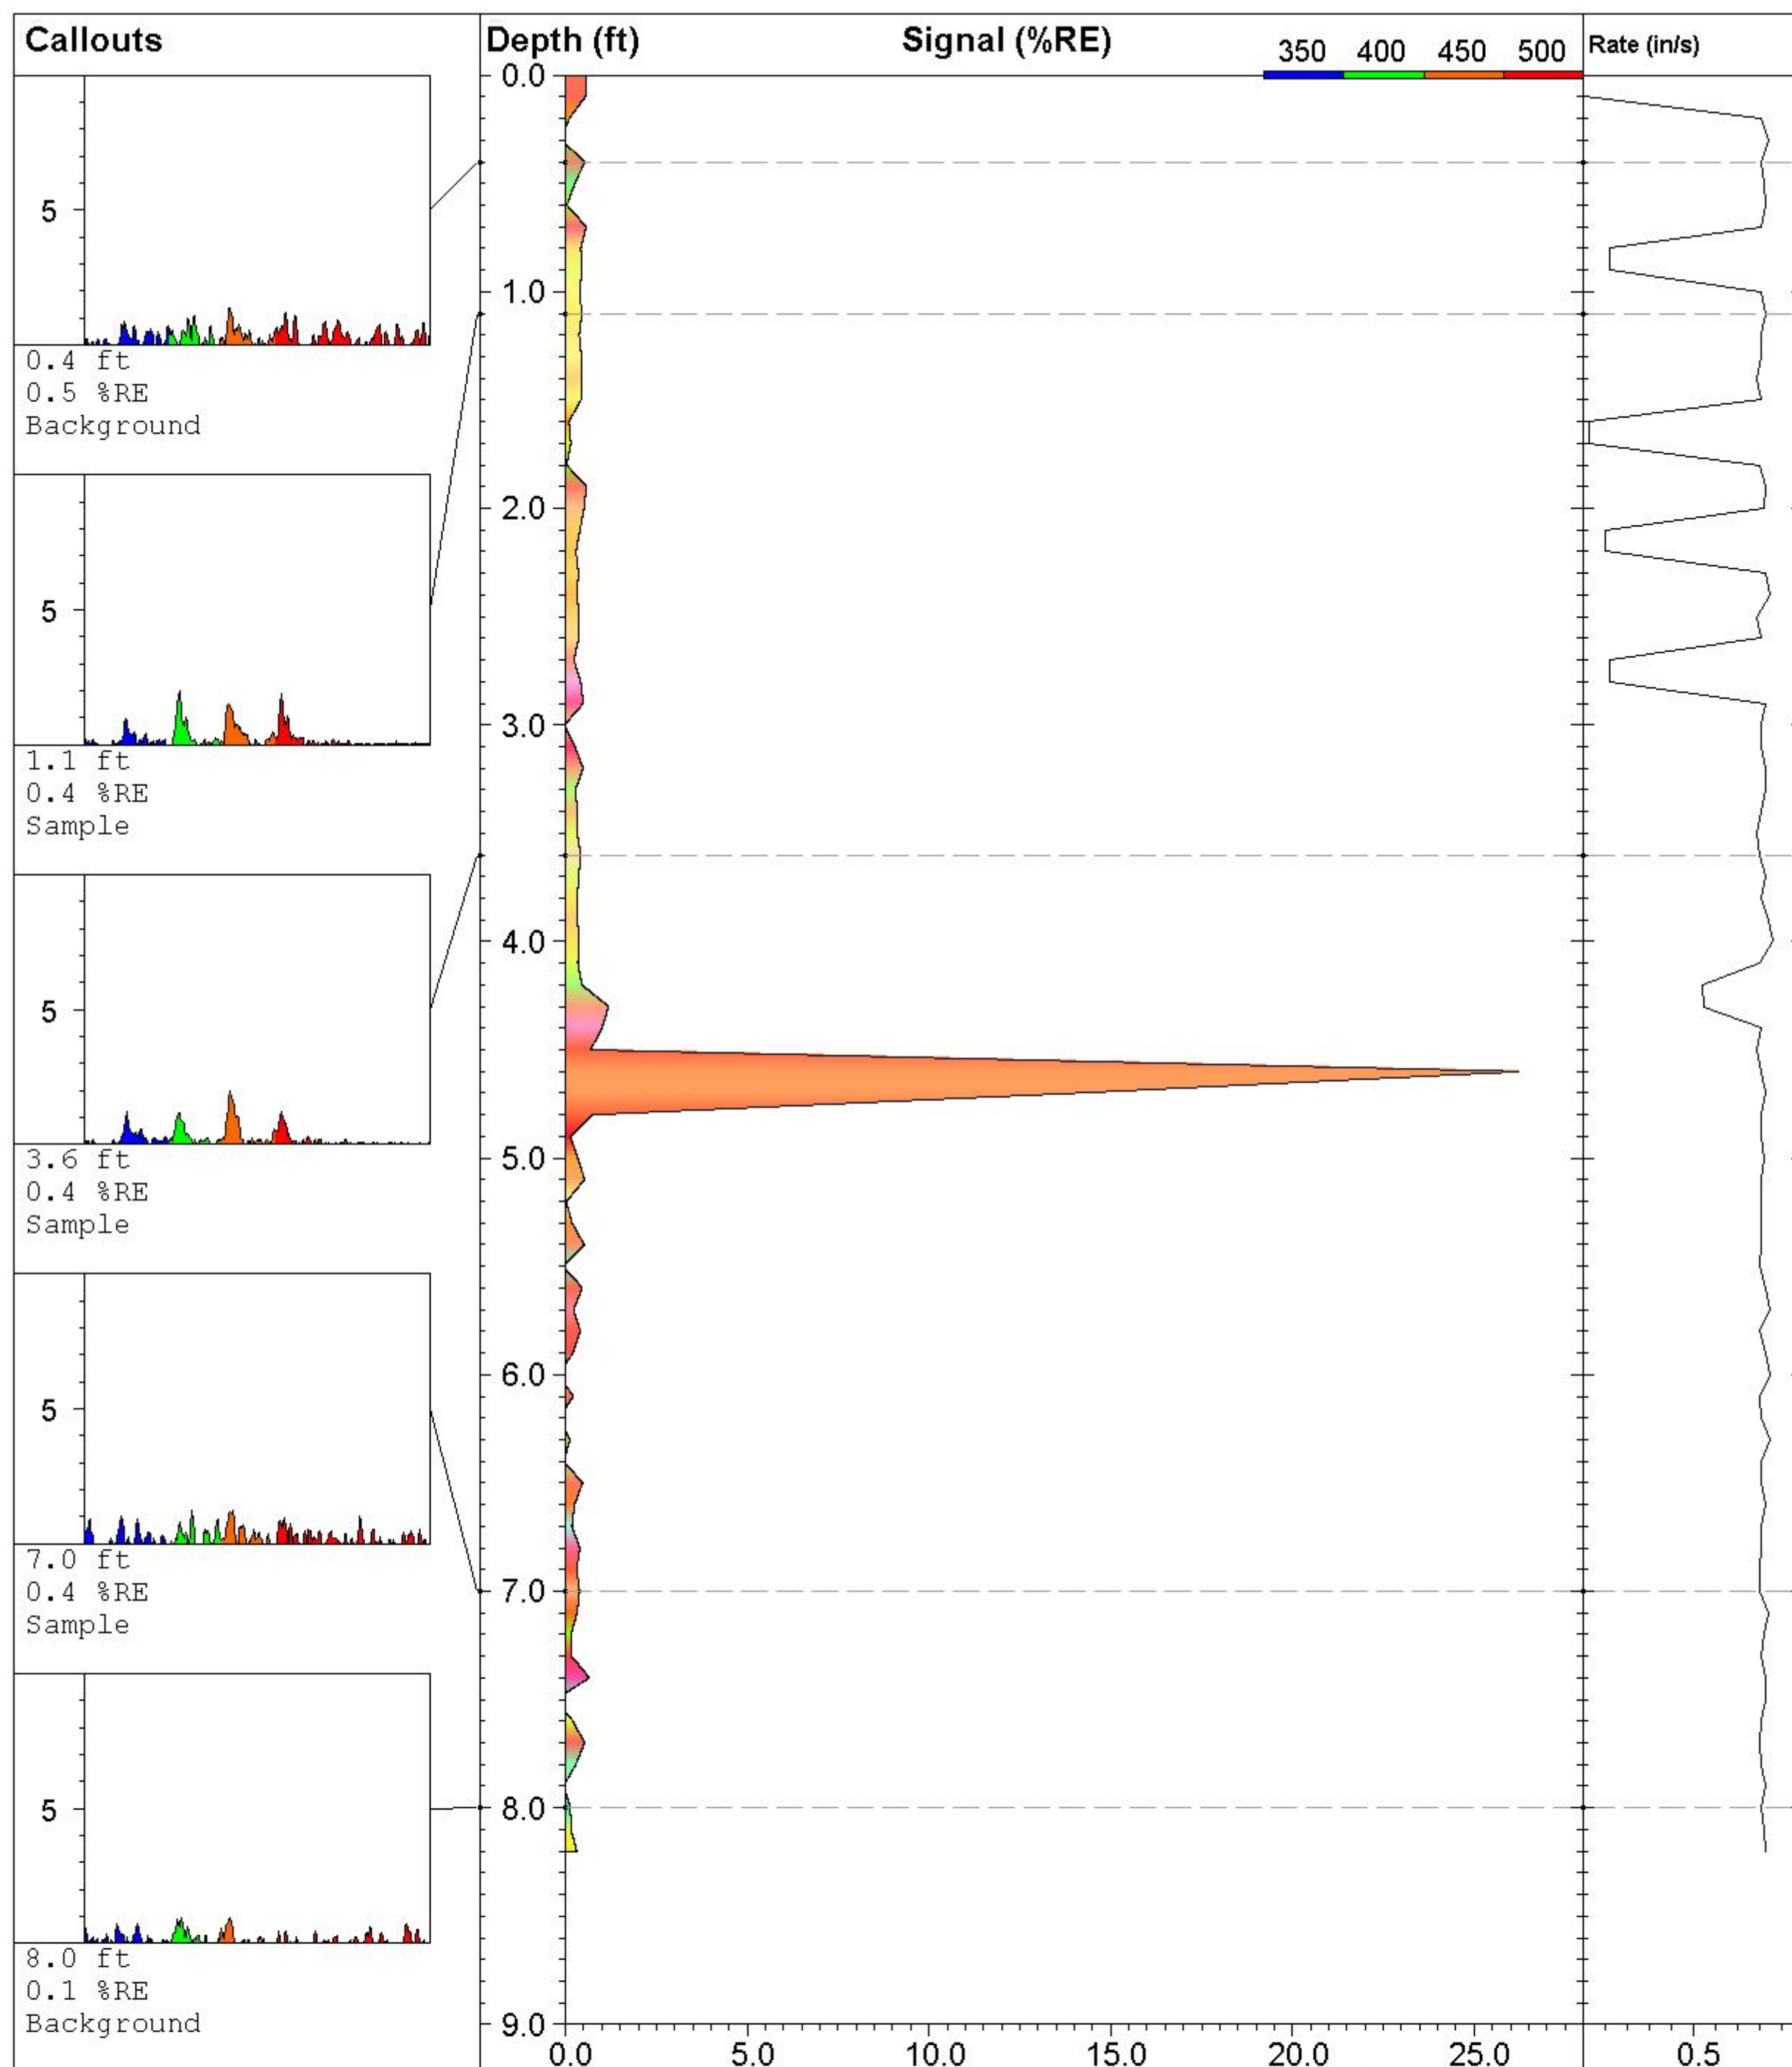 Callouts
Depth (ft)
Signal (%RE)
350 400 450 500
Rate (in/s)
5
0.4 ft
0.5 %RE
Background
5
1.1 ft
0.4 %RE
Sample
5
3.6 ft
0.4 %RE
Sample
5
7.0 ft
0.4 %RE
Sample
5
8.0 ft
0.1 %RE
Background
0.0
1.0
2.0
3.0
4.0
5.0
6.0
7.0
8.0
9.0
0.0 5.0 10.0 15.0 20.0 25.0
0.5